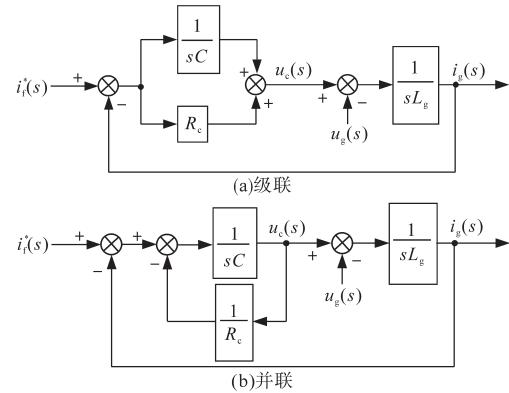 1
sC
i_f^*(s) + − + + u_c(s) + − 1 i_g(s)
sL_g
R_c
u_g(s)
(a)级联
i_f^*(s) + − + − 1 u_c(s) + − 1 i_g(s)
sC
sL_g
1
R_c
u_g(s)
(b)并联